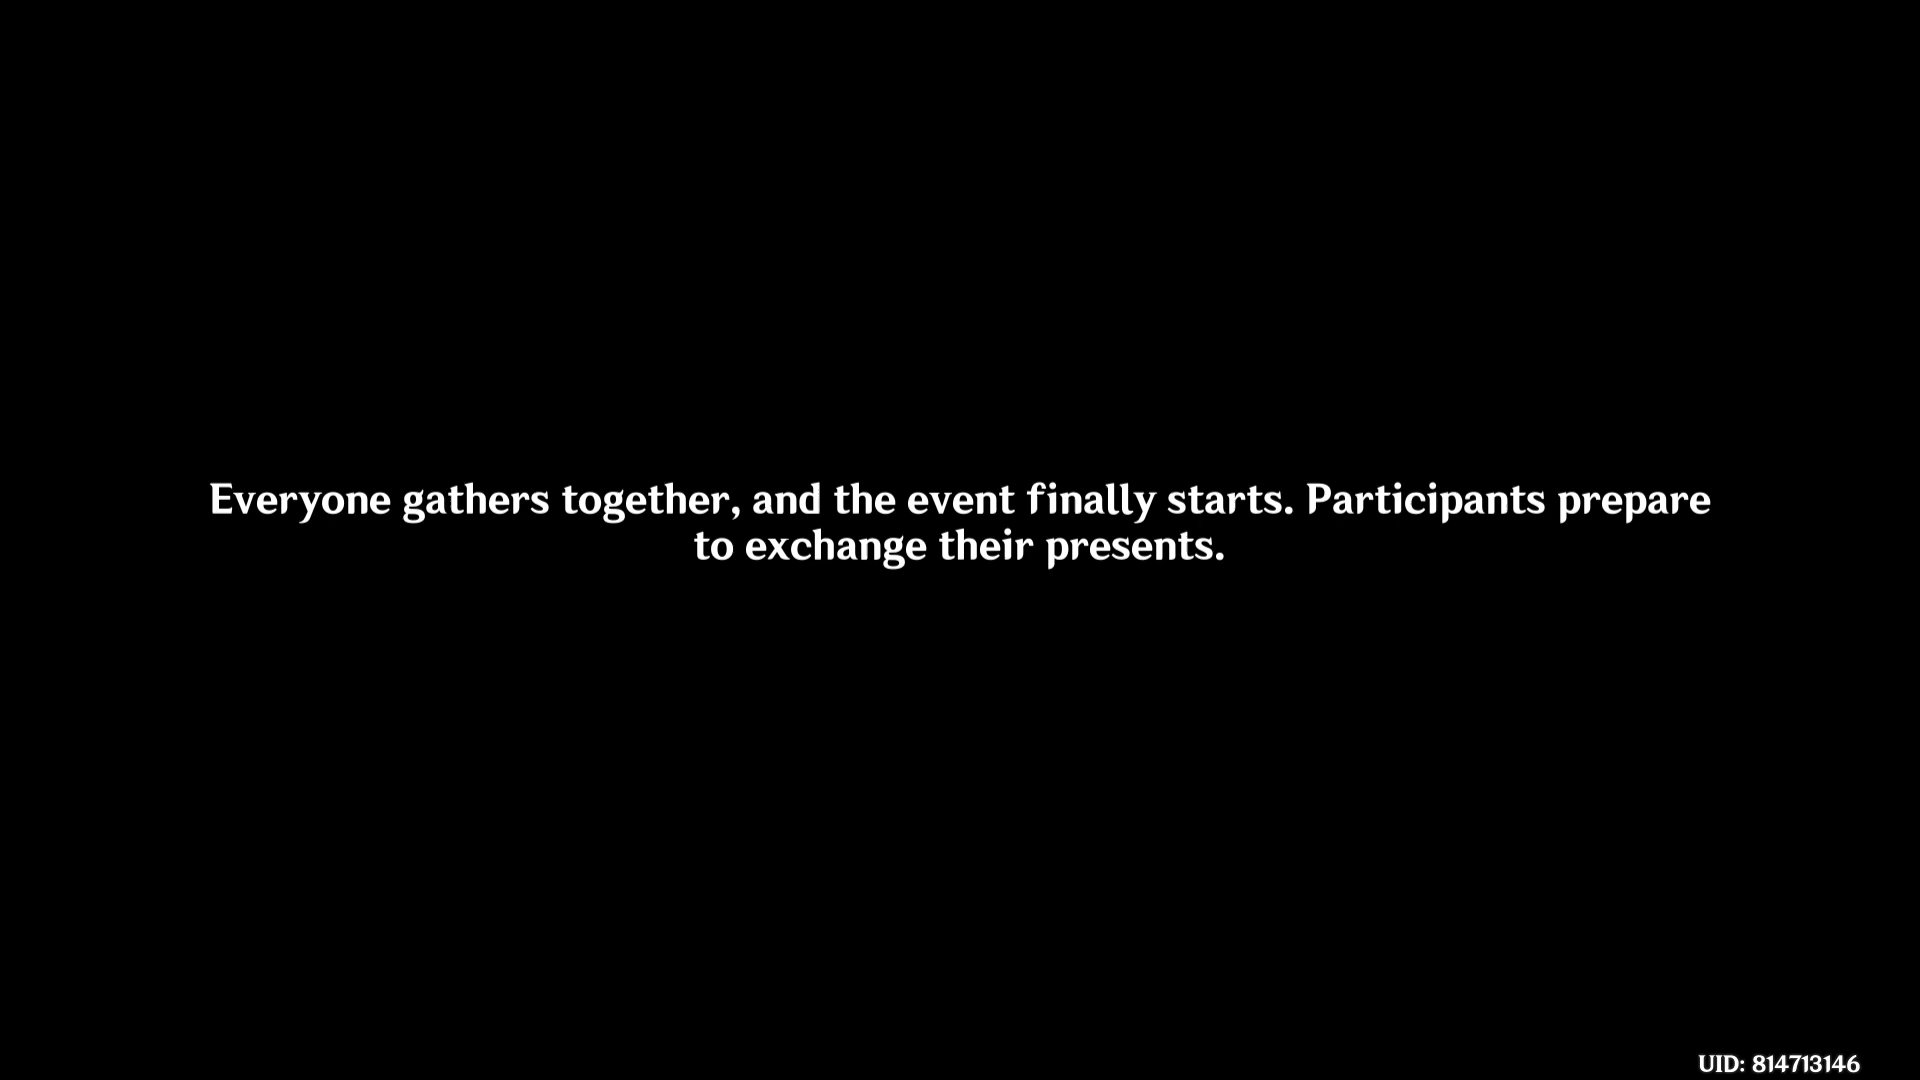 Everyone gathers together, and the event finally starts. Participants prepare
to exchange their presents.
UID: 814713146